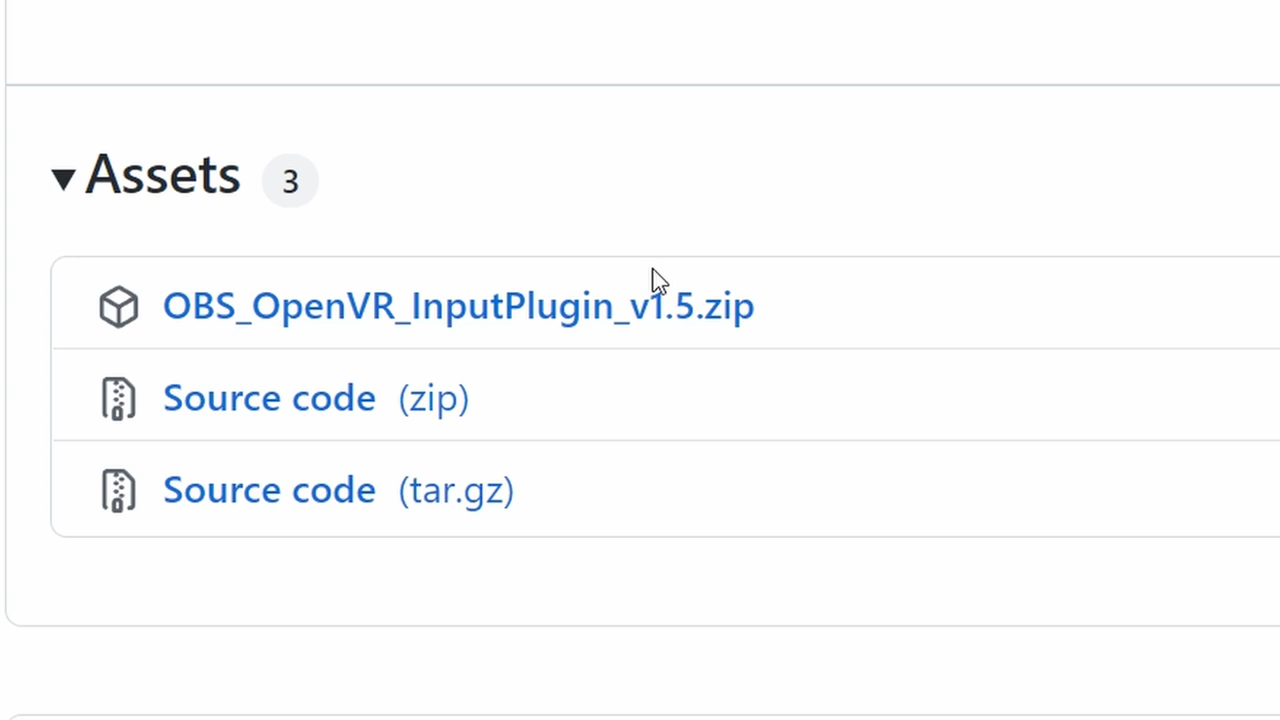 Assets 3
OBS_OpenVR_InputPlugin_v1.5.zip
Source code (zip)
Source code (tar.gz)